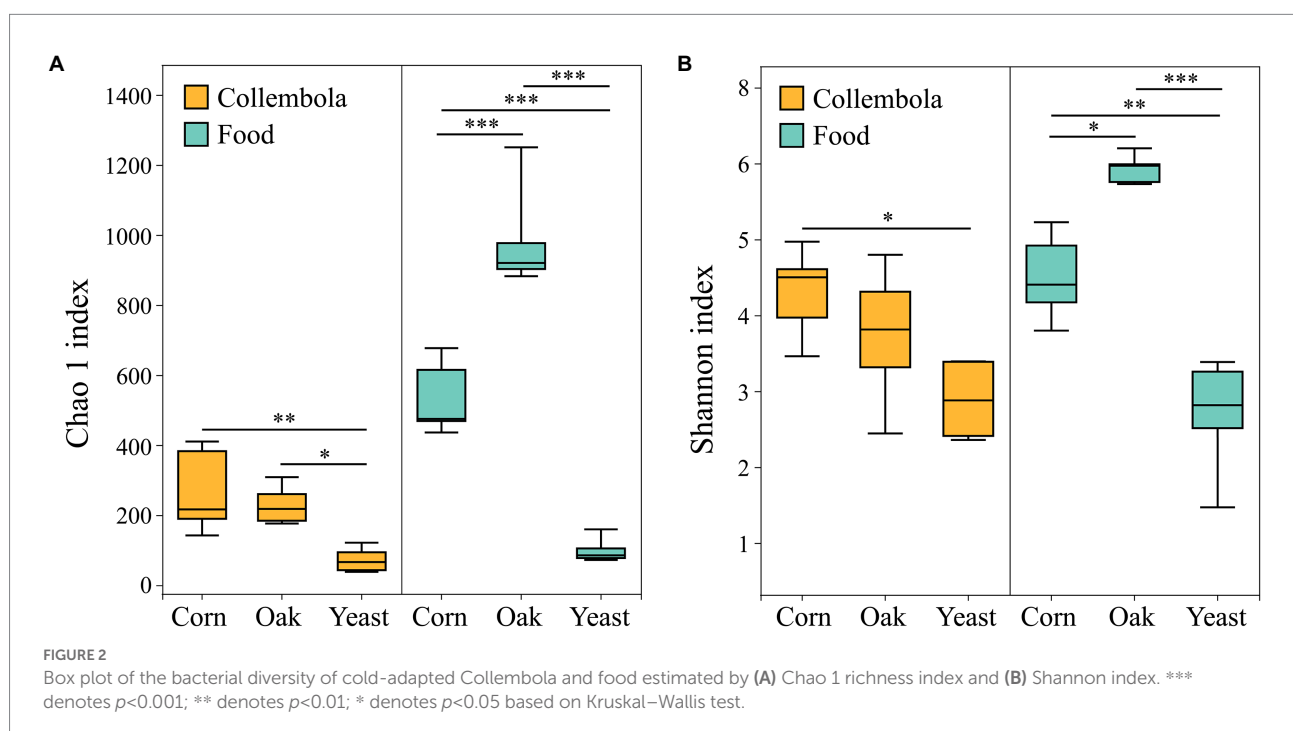 A
Collembola
Food
***
***
***
**
*
Chao 1 index
1400
1200
1000
800
600
400
200
0
Corn Oak Yeast Corn Oak Yeast
B
Collembola
Food
***
**
*
*
Shannon index
8
6
5
4
3
2
1
Corn Oak Yeast Corn Oak Yeast
FIGURE 2
Box plot of the bacterial diversity of cold-adapted Collembola and food estimated by (A) Chao 1 richness index and (B) Shannon index. ***
denotes p<0.001; ** denotes p<0.01; * denotes p<0.05 based on Kruskal–Wallis test.